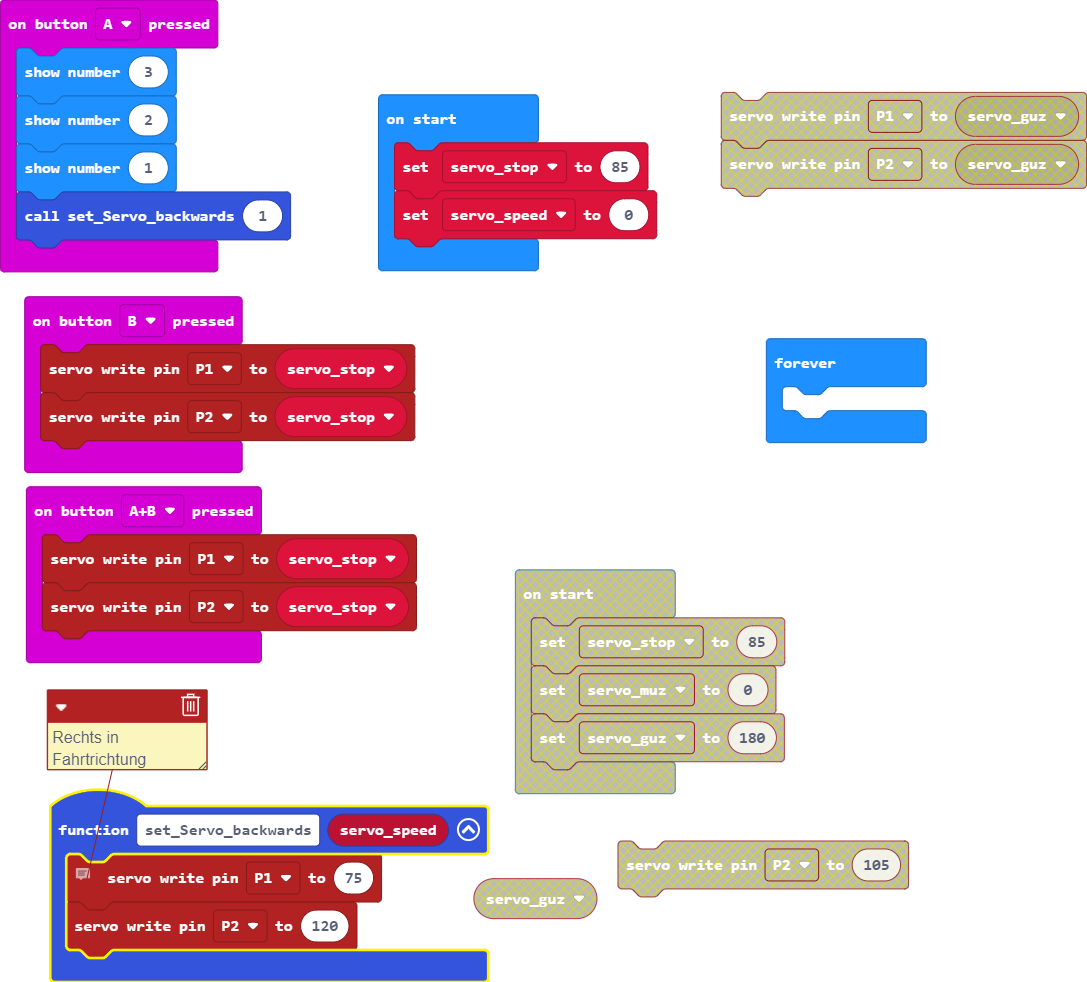 on button A pressed
show number 3
show number 2
show number 1
call set_Servo_backwards 1
on start
set servo_stop to 85
set servo_speed to 0
servo write pin P1 to servo_guz
servo write pin P2 to servo_guz
on button B pressed
servo write pin P1 to servo_stop
servo write pin P2 to servo_stop
forever
on button A+B pressed
servo write pin P1 to servo_stop
servo write pin P2 to servo_stop
on start
set servo_stop to 85
set servo_muz to 0
set servo_guz to 180
Rechts in
Fahrtrichtung
function set_Servo_backwards servo_speed
servo write pin P1 to 75
servo write pin P2 to 120
servo_guz
servo write pin P2 to 105